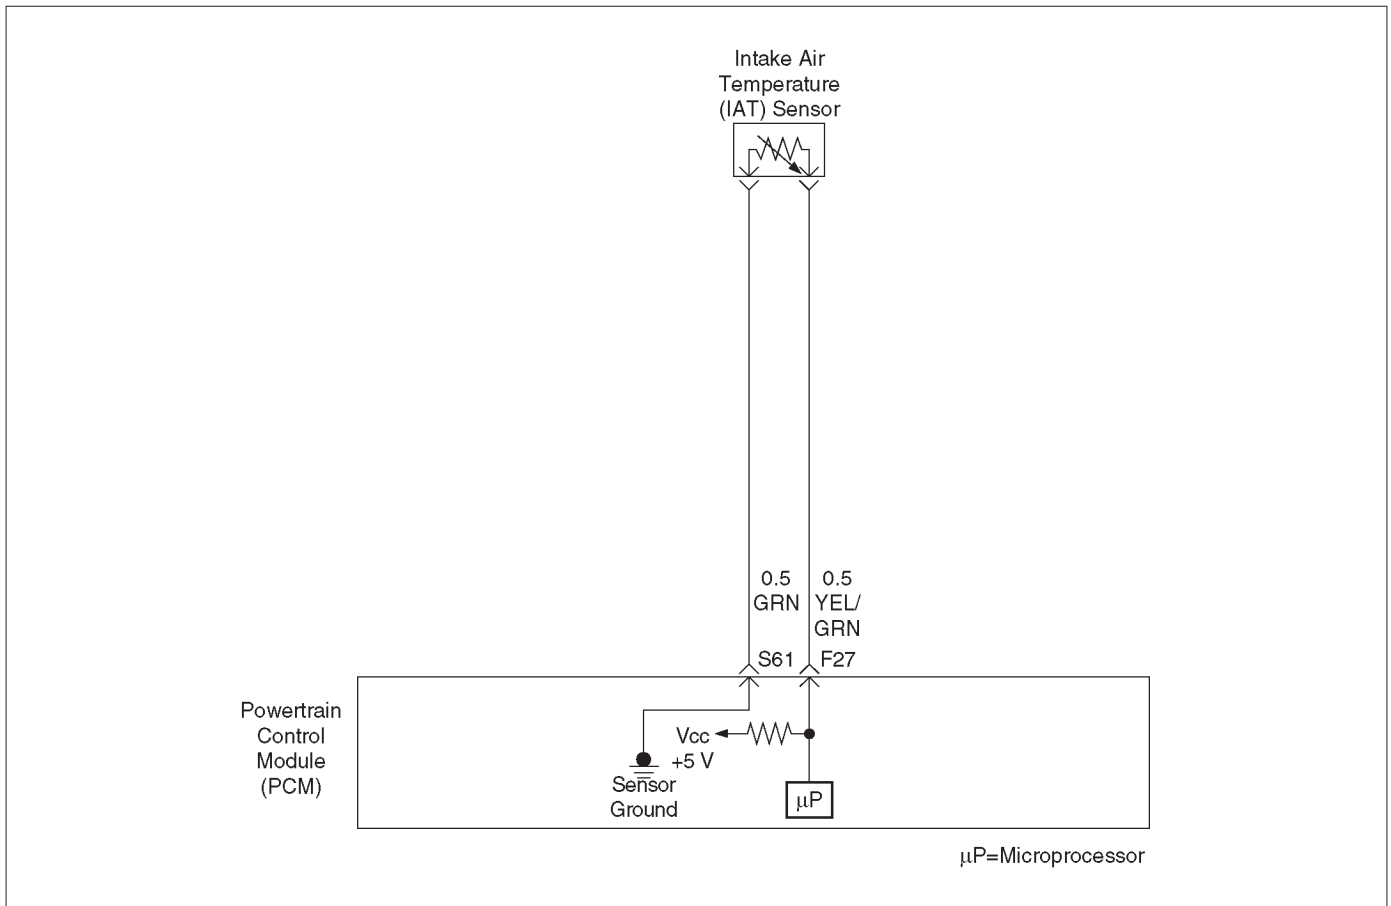 Intake Air
Temperature
(IAT) Sensor
0.5
GRN
0.5
YEL/
GRN
S61
F27
Powertrain
Control
Module
(PCM)
Vcc
+5 V
Sensor
Ground
μP
μP=Microprocessor